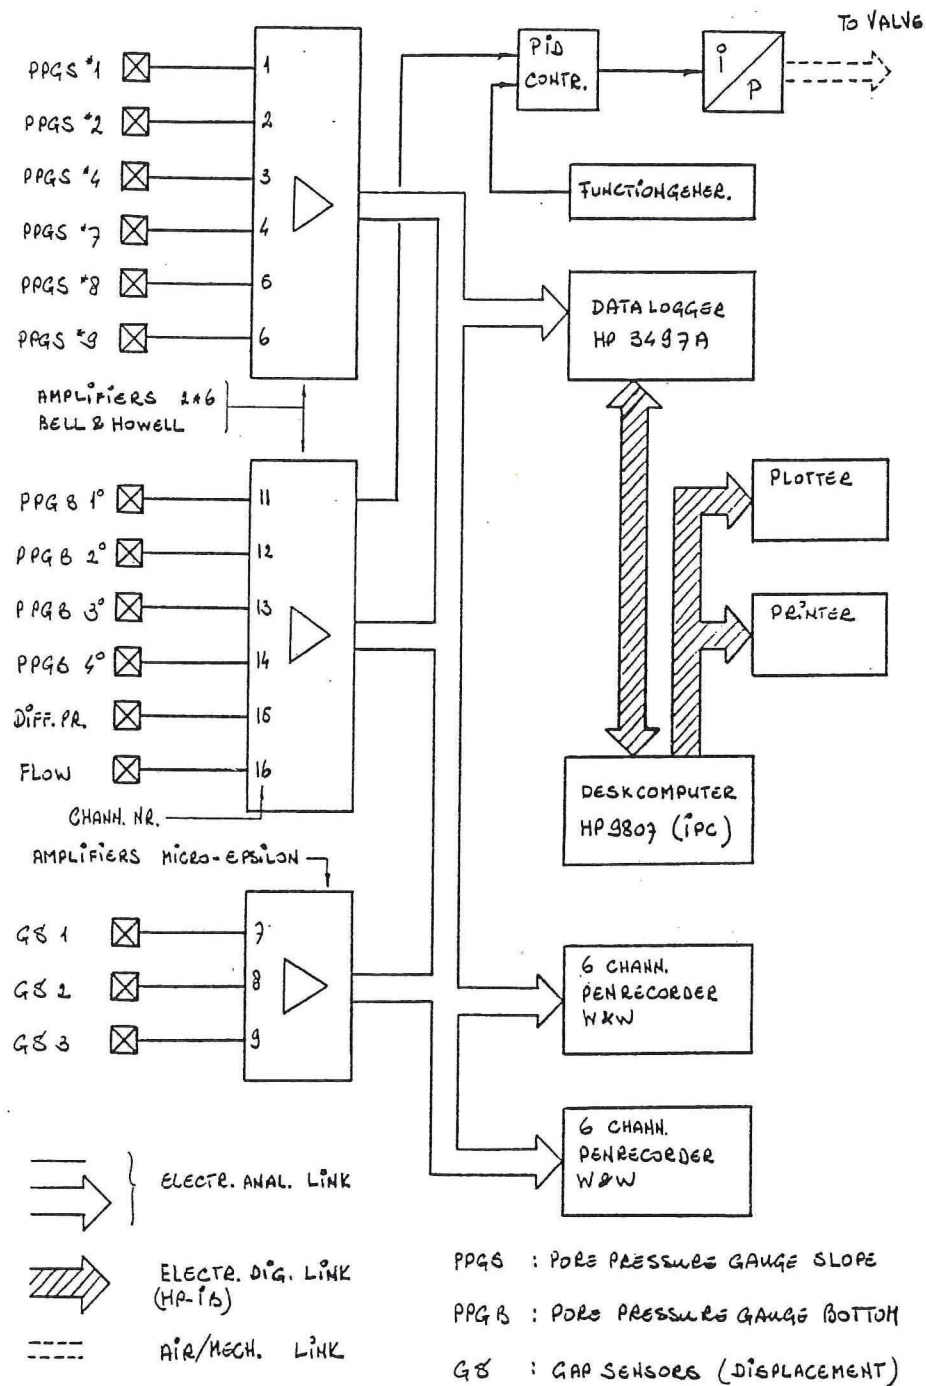 TO VALVE
PPGS #1
1
PID
CONTR.
i
P
PPGS #2
2
PPGS #4
3
FUNCTIONGENER.
PPGS #7
4
PPGS #8
6
PPGS #9
6
DATALOGGER
HP 3497A
AMPLIFIERS 2*6
BELL & HOWELL
PPGB 1°
11
PPGB 2°
12
PPGB 3°
13
PPGB 4°
14
DIFF.PR.
15
FLOW
16
CHANN. NR.
PLOTTER
PRINTER
DESKCOMPUTER
HP9807 (iPC)
AMPLIFIERS MICRO-EPSILON
GS 1
7
GS 2
8
GS 3
9
6 CHANN.
PENRECORDER
W&W
6 CHANN.
PENRECORDER
W&W
ELECTR. ANAL. LINK
ELECTR. DIG. LINK
(HP-IB)
AIR/MECH. LINK
PPGS : PORE PRESSURE GAUGE SLOPE
PPGB : PORE PRESSURE GAUGE BOTTOM
GS : GAP SENSORS (DISPLACEMENT)